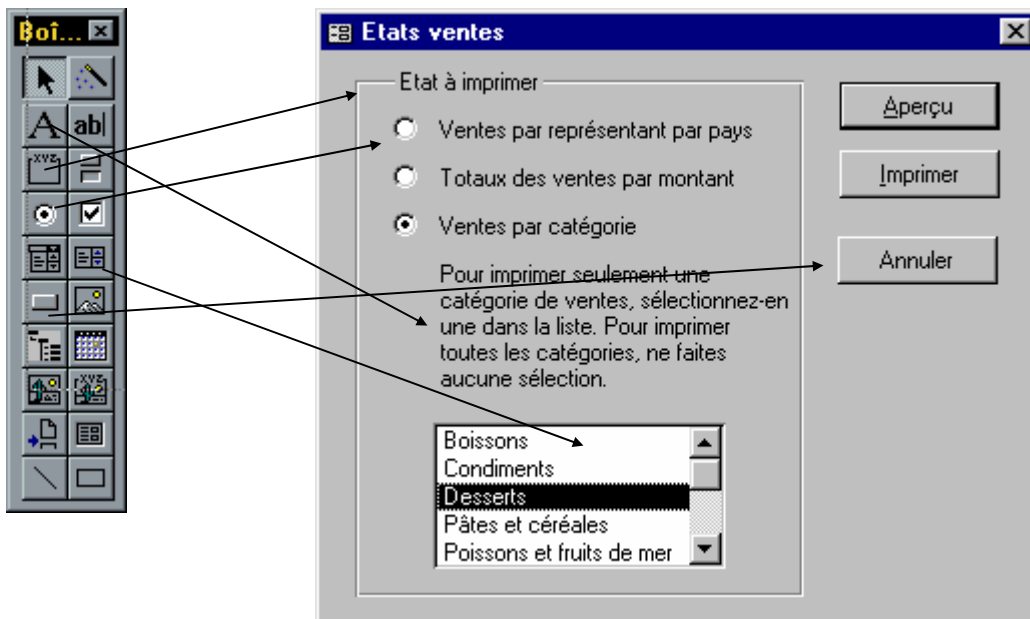 Boî...
Etats ventes
A
ab
XYZ
XYZ
Etat à imprimer
Ventes par représentant par pays
Totaux des ventes par montant
Ventes par catégorie
Pour imprimer seulement une
catégorie de ventes, sélectionnez-en
une dans la liste. Pour imprimer
toutes les catégories, ne faites
aucune sélection.
Boissons
Condiments
Desserts
Pâtes et céréales
Poissons et fruits de mer
Aperçu
Imprimer
Annuler